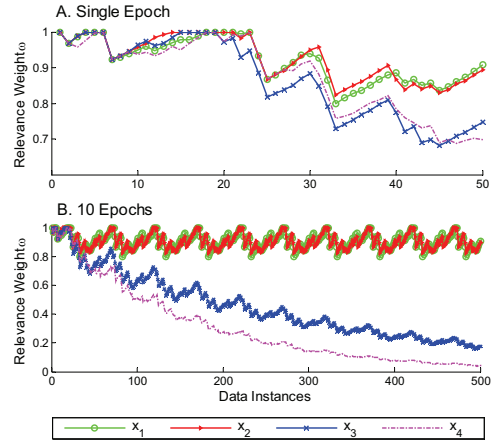 A. Single Epoch
Relevance Weightω
1
0.9
0.8
0.7
0 10 20 30 40 50
B. 10 Epochs
Relevance Weightω
1
0.8
0.6
0.4
0.2
0
0 100 200 300 400 500
Data Instances
x₁ x₂ x₃ x₄